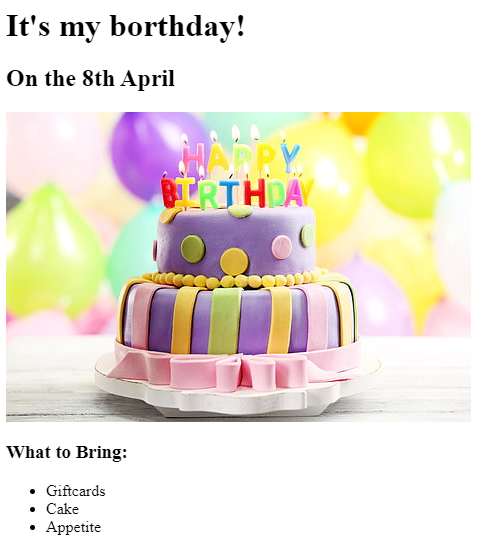 It's my borthday!
On the 8th April
HAPPY
BIRTHDAY
What to Bring:
Giftcards
Cake
Appetite